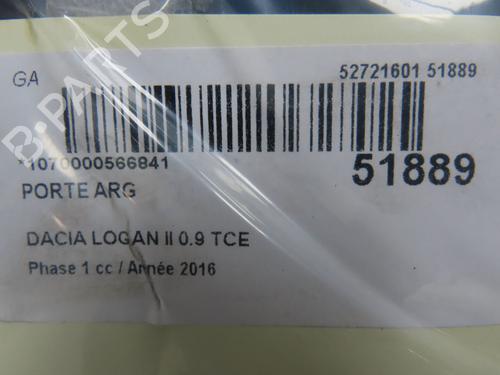 GA
52721601 51889
*1070000566841
51889
PORTE ARG
DACIA LOGAN II 0.9 TCE
Phase 1 cc / Année 2016
B-PARTS